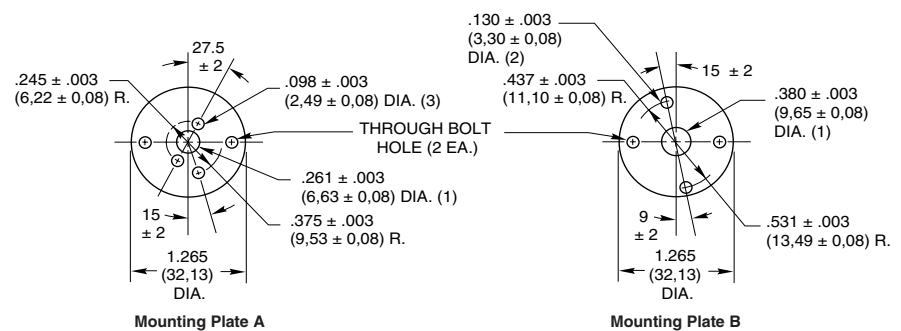 27.5
± 2
.245 ± .003
(6,22 ± 0,08) R.
.098 ± .003
(2,49 ± 0,08) DIA. (3)
THROUGH BOLT
HOLE (2 EA.)
.261 ± .003
(6,63 ± 0,08) DIA. (1)
15
± 2
.375 ± .003
(9,53 ± 0,08) R.
1.265
(32,13)
DIA.
Mounting Plate A
.130 ± .003
(3,30 ± 0,08)
DIA. (2)
15 ± 2
.437 ± .003
(11,10 ± 0,08) R.
.380 ± .003
(9,65 ± 0,08)
DIA. (1)
9
± 2
.531 ± .003
(13,49 ± 0,08) R.
1.265
(32,13)
DIA.
Mounting Plate B